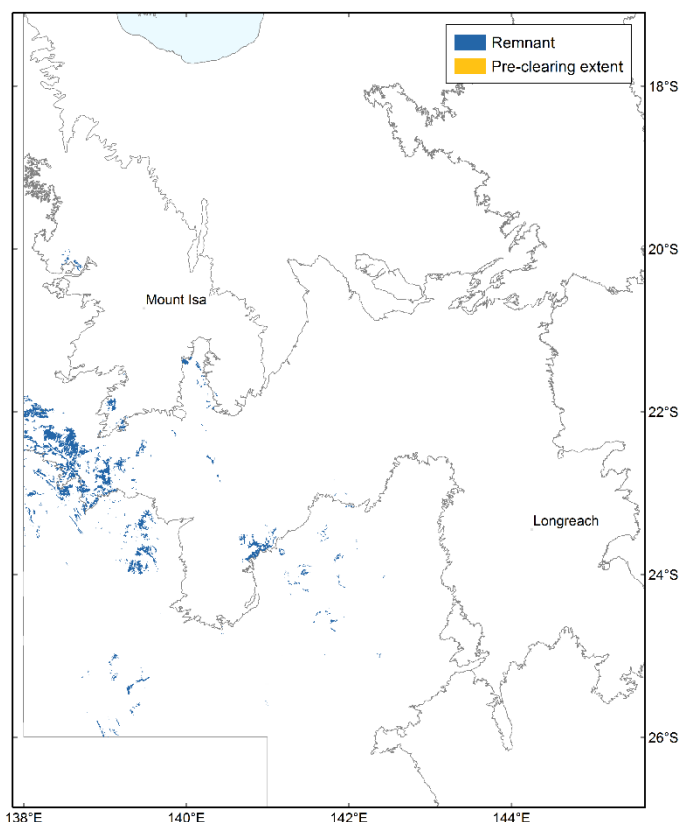 Remnant
Pre-clearing extent
18°S
20°S
Mount Isa
22°S
Longreach
24°S
26°S
138°E 140°E 142°E 144°E